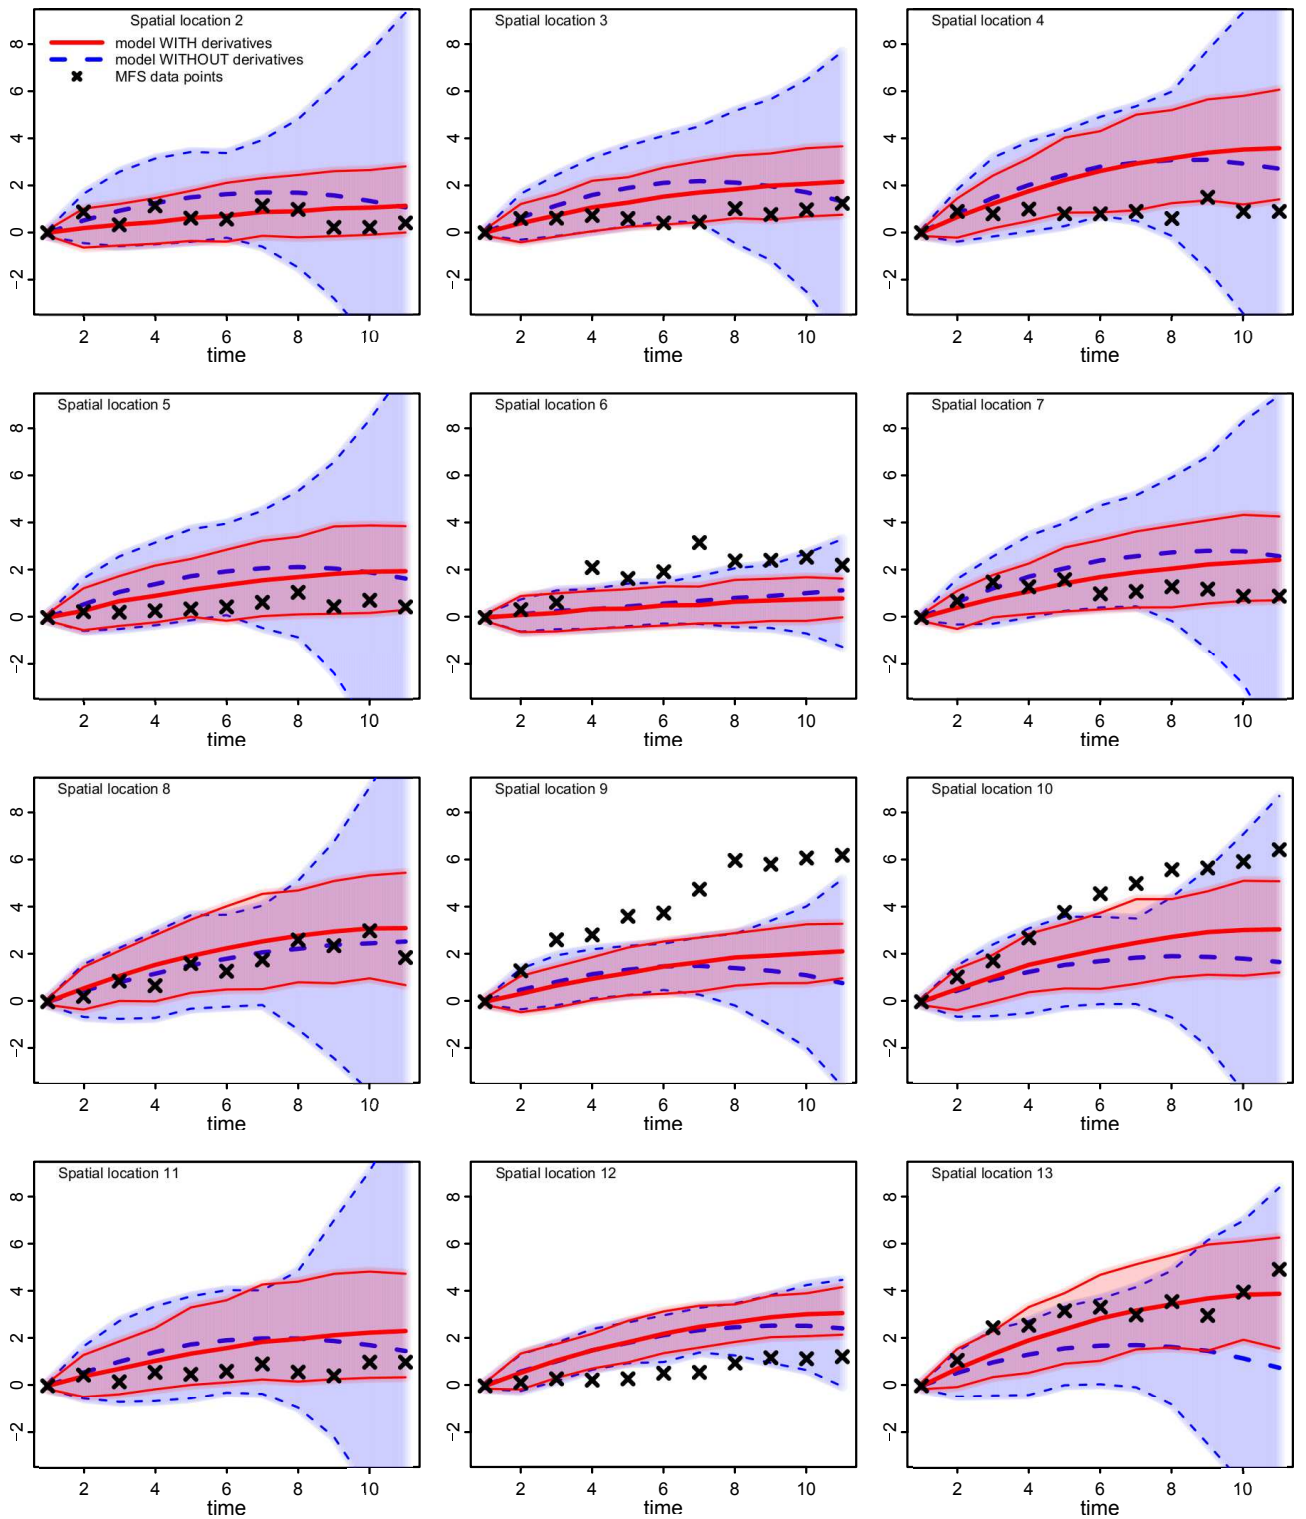 Spatial location 2
model WITH derivatives
model WITHOUT derivatives
MFS data points
8
6
4
2
0
−2
2 4 6 8 10
time
Spatial location 3
8
6
4
2
0
−2
2 4 6 8 10
time
Spatial location 4
8
6
4
2
0
−2
2 4 6 8 10
time
Spatial location 5
8
6
4
2
0
−2
2 4 6 8 10
time
Spatial location 6
8
6
4
2
0
−2
2 4 6 8 10
time
Spatial location 7
8
6
4
2
0
−2
2 4 6 8 10
time
Spatial location 8
8
6
4
2
0
−2
2 4 6 8 10
time
Spatial location 9
8
6
4
2
0
−2
2 4 6 8 10
time
Spatial location 10
8
6
4
2
0
−2
2 4 6 8 10
time
Spatial location 11
8
6
4
2
0
−2
2 4 6 8 10
time
Spatial location 12
8
6
4
2
0
−2
2 4 6 8 10
time
Spatial location 13
8
6
4
2
0
−2
2 4 6 8 10
time